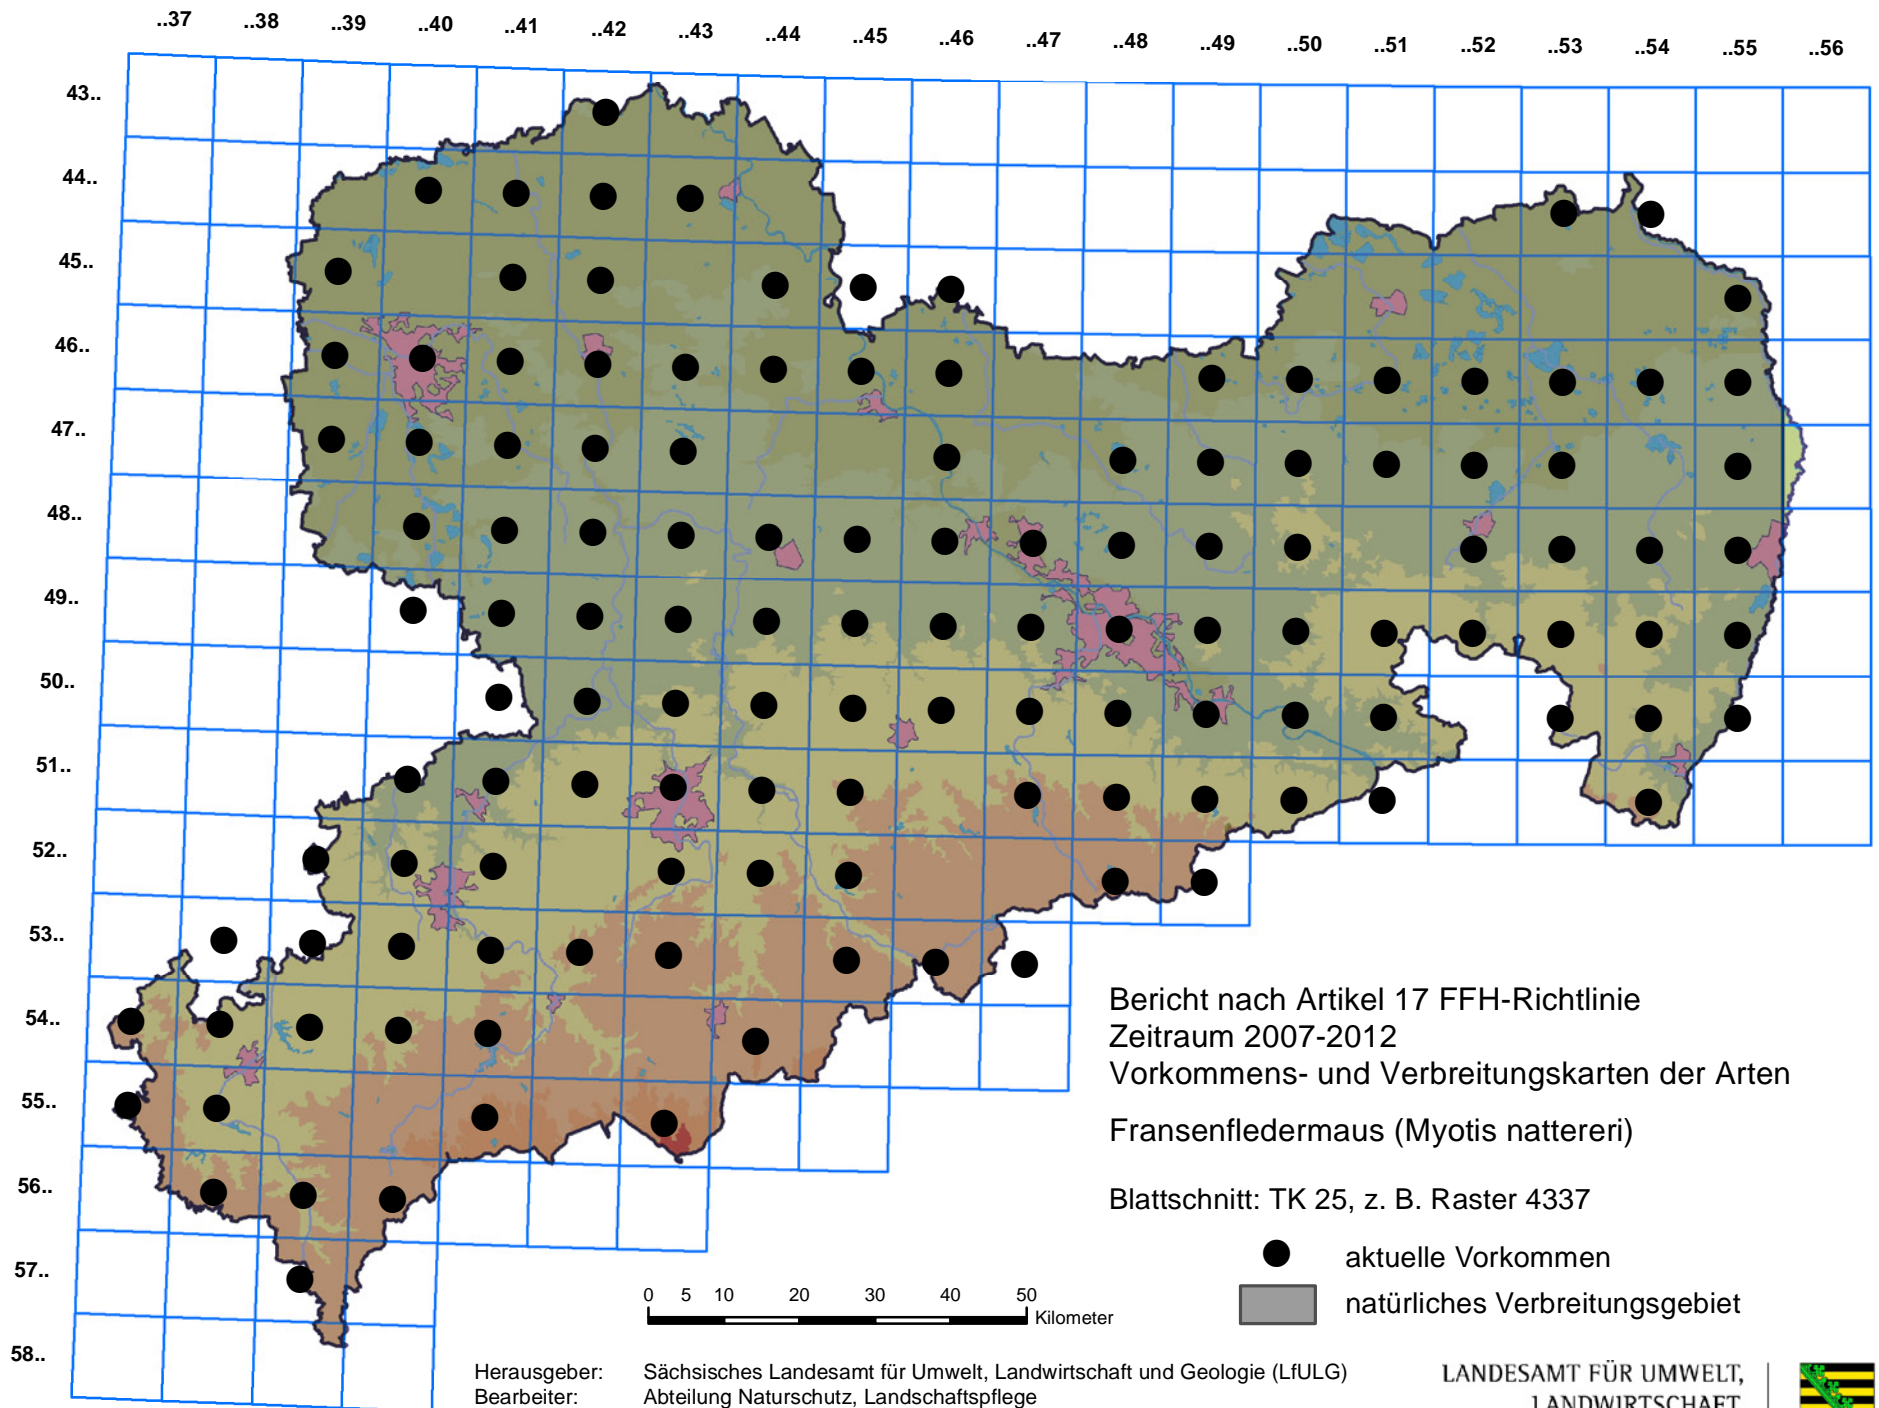 ..37 ..38 ..39 ..40 ..41 ..42 ..43 ..44 ..45 ..46 ..47 ..48 ..49 ..50 ..51 ..52 ..53 ..54 ..55 ..56
43..
44..
45..
46..
47..
48..
49..
50..
51..
52..
53..
54..
55..
56..
57..
58..
Bericht nach Artikel 17 FFH-Richtlinie
Zeitraum 2007-2012
Vorkommens- und Verbreitungskarten der Arten
Fransenfledermaus (Myotis nattereri)
Blattschnitt: TK 25, z. B. Raster 4337
aktuelle Vorkommen
natürliches Verbreitungsgebiet
0 5 10 20 30 40 50
Kilometer
Herausgeber: Sächsisches Landesamt für Umwelt, Landwirtschaft und Geologie (LfULG)
Bearbeiter: Abteilung Naturschutz, Landschaftspflege
LANDESAMT FÜR UMWELT,
LANDWIRTSCHAFT